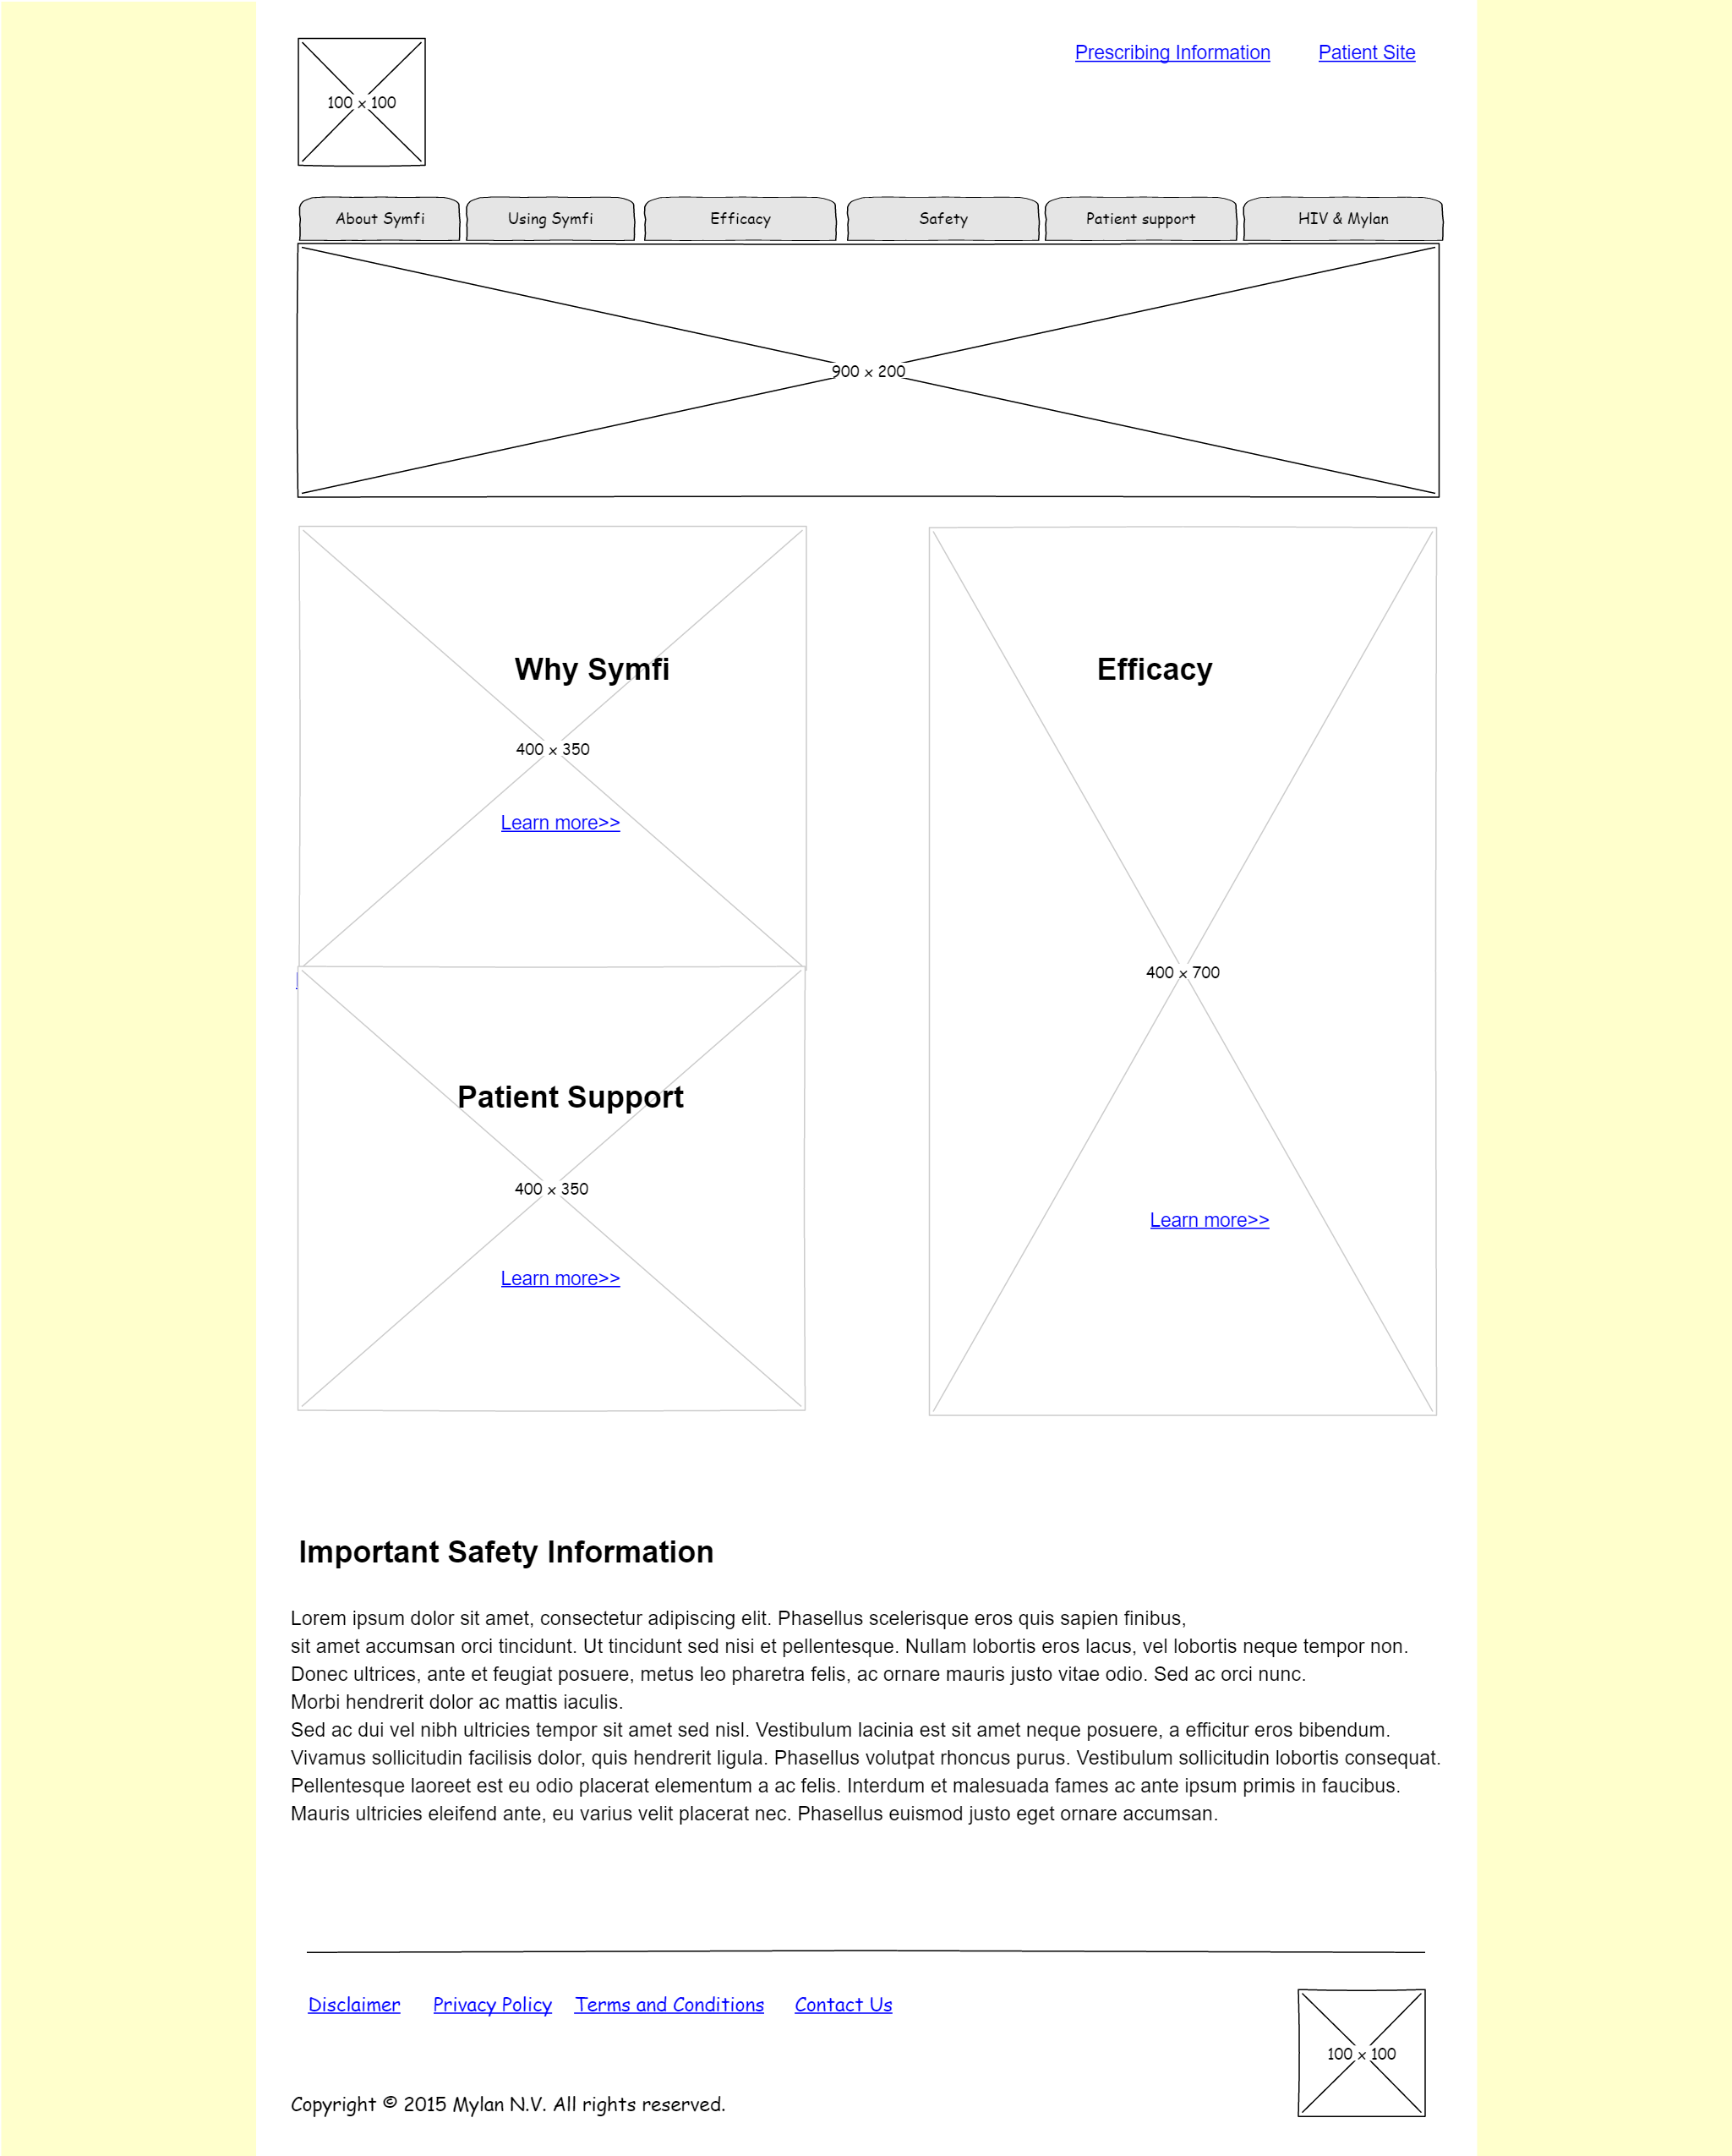 100 x 100
Prescribing Information
Patient Site
About Symfi
Using Symfi
Efficacy
Safety
Patient support
HIV & Mylan
900 x 200
Why Symfi
400 x 350
Learn more>>
Efficacy
400 x 700
Learn more>>
Patient Support
400 x 350
Learn more>>
Important Safety Information
Lorem ipsum dolor sit amet, consectetur adipiscing elit. Phasellus scelerisque eros quis sapien finibus,
sit amet accumsan orci tincidunt. Ut tincidunt sed nisi et pellentesque. Nullam lobortis eros lacus, vel lobortis neque tempor non.
Donec ultrices, ante et feugiat posuere, metus leo pharetra felis, ac ornare mauris justo vitae odio. Sed ac orci nunc.
Morbi hendrerit dolor ac mattis iaculis.
Sed ac dui vel nibh ultricies tempor sit amet sed nisl. Vestibulum lacinia est sit amet neque posuere, a efficitur eros bibendum.
Vivamus sollicitudin facilisis dolor, quis hendrerit ligula. Phasellus volutpat rhoncus purus. Vestibulum sollicitudin lobortis consequat.
Pellentesque laoreet est eu odio placerat elementum a ac felis. Interdum et malesuada fames ac ante ipsum primis in faucibus.
Mauris ultricies eleifend ante, eu varius velit placerat nec. Phasellus euismod justo eget ornare accumsan.
Disclaimer
Privacy Policy
Terms and Conditions
Contact Us
100 x 100
Copyright © 2015 Mylan N.V. All rights reserved.